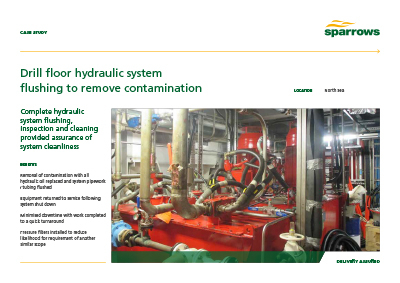 CASE STUDY
sparrows
Drill floor hydraulic system
flushing to remove contamination
LOCATION
North Sea
Complete hydraulic
system flushing,
inspection and cleaning
provided assurance of
system cleanliness
BENEFITS
Removal of contamination with all
hydraulic oil replaced and system pipework
/ tubing flushed
Equipment returned to service following
system shut down
Minimised downtime with work completed
to a quick turnaround
Pressure filters installed to reduce
likelihood for requirement of another
similar scope
DELIVERY ASSURED